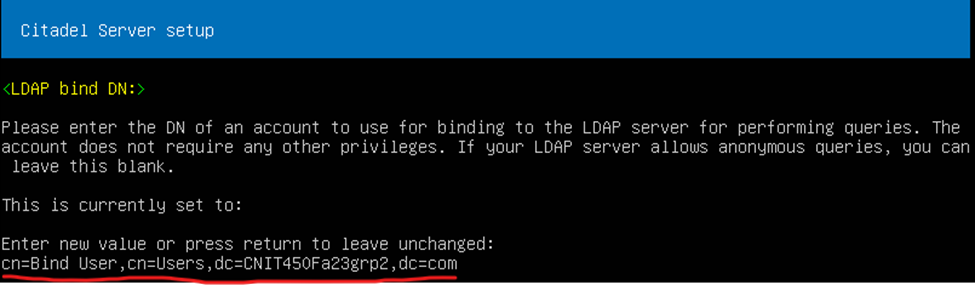 Citadel Server setup
<LDAP bind DN:>
Please enter the DN of an account to use for binding to the LDAP server for performing queries. The
account does not require any other privileges. If your LDAP server allows anonymous queries, you can
leave this blank.
This is currently set to:
Enter new value or press return to leave unchanged:
cn=Bind User,cn=Users,dc=CNIT450Fa23grp2,dc=com